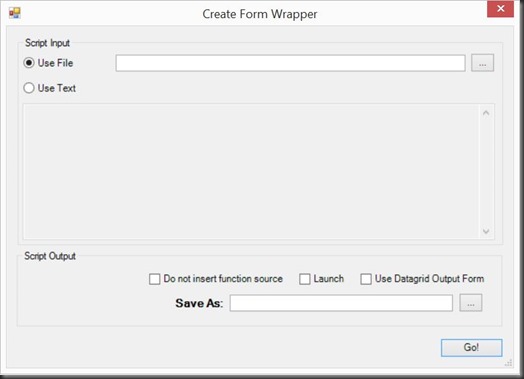 Create Form Wrapper
Script Input
Use File
...
Use Text
Script Output
Do not insert function source
Launch
Use Datagrid Output Form
Save As:
...
Go!